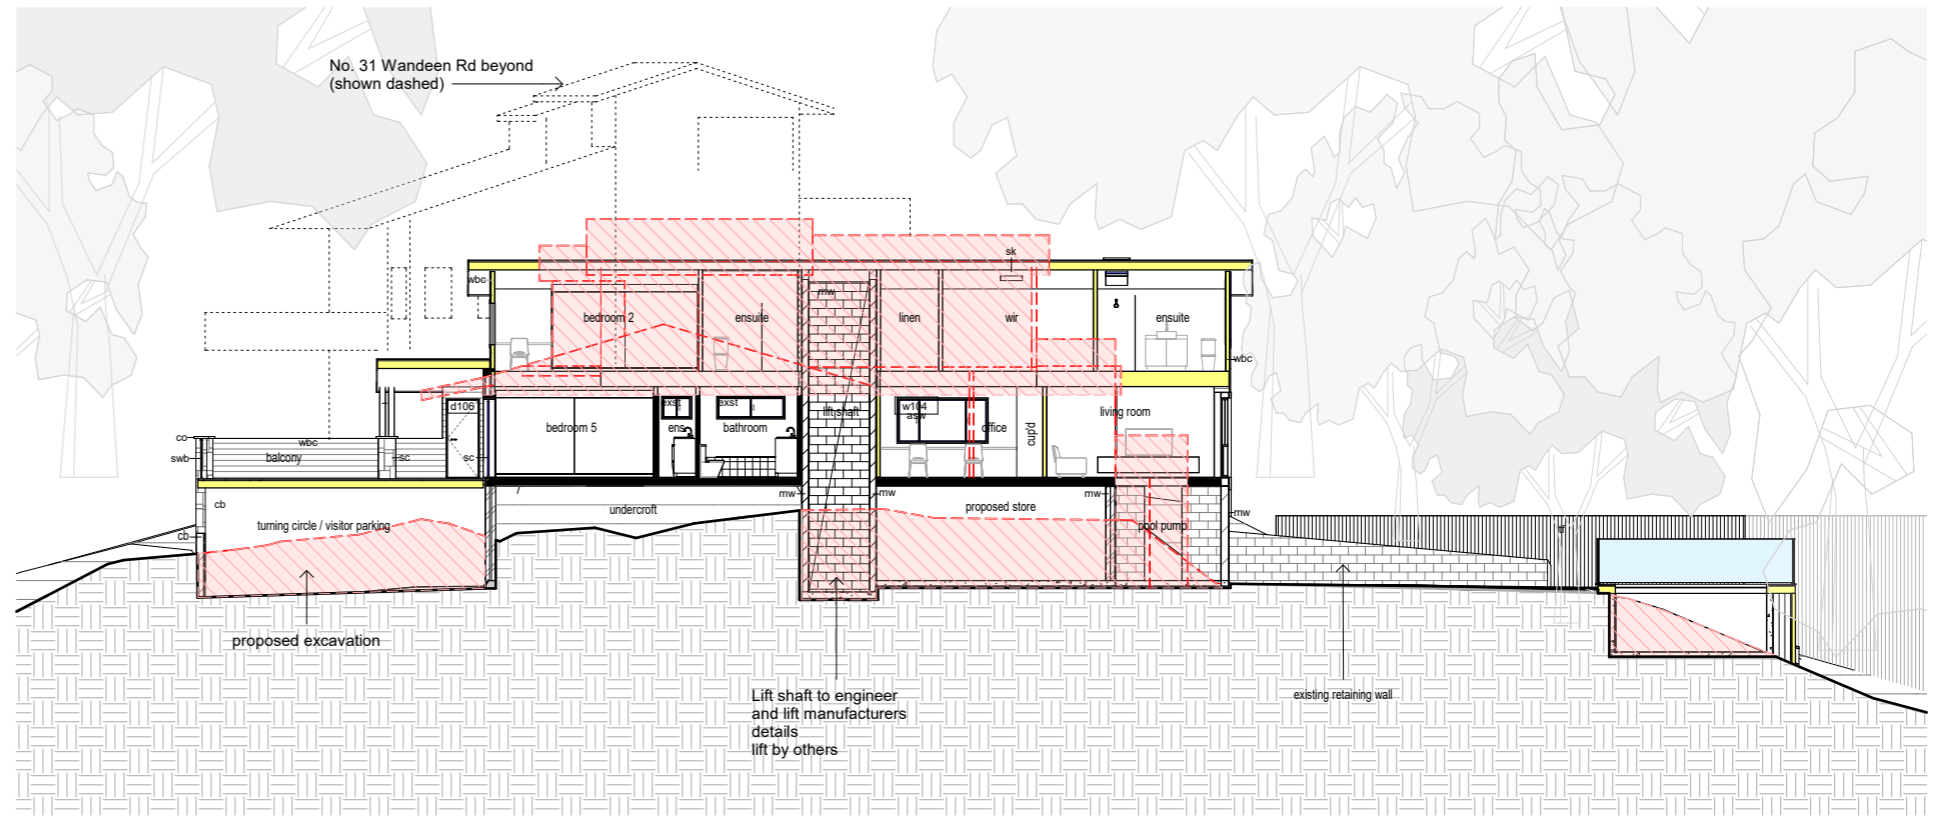 No. 31 Wandeen Rd beyond
(shown dashed)
sk
wbc
mw
bedroom 2
ensuite
linen
wir
ensuite
wbc
d106
exst
exst
lift shaft
w104
asw
living room
bedroom 5
ens
bathroom
office
cupd
co
wbc
swb
balcony
sc
sc
mw
mw
mw
cb
undercroft
proposed store
mw
turning circle / visitor parking
pool pump
cb
proposed excavation
Lift shaft to engineer
and lift manufacturers
details
lift by others
existing retaining wall